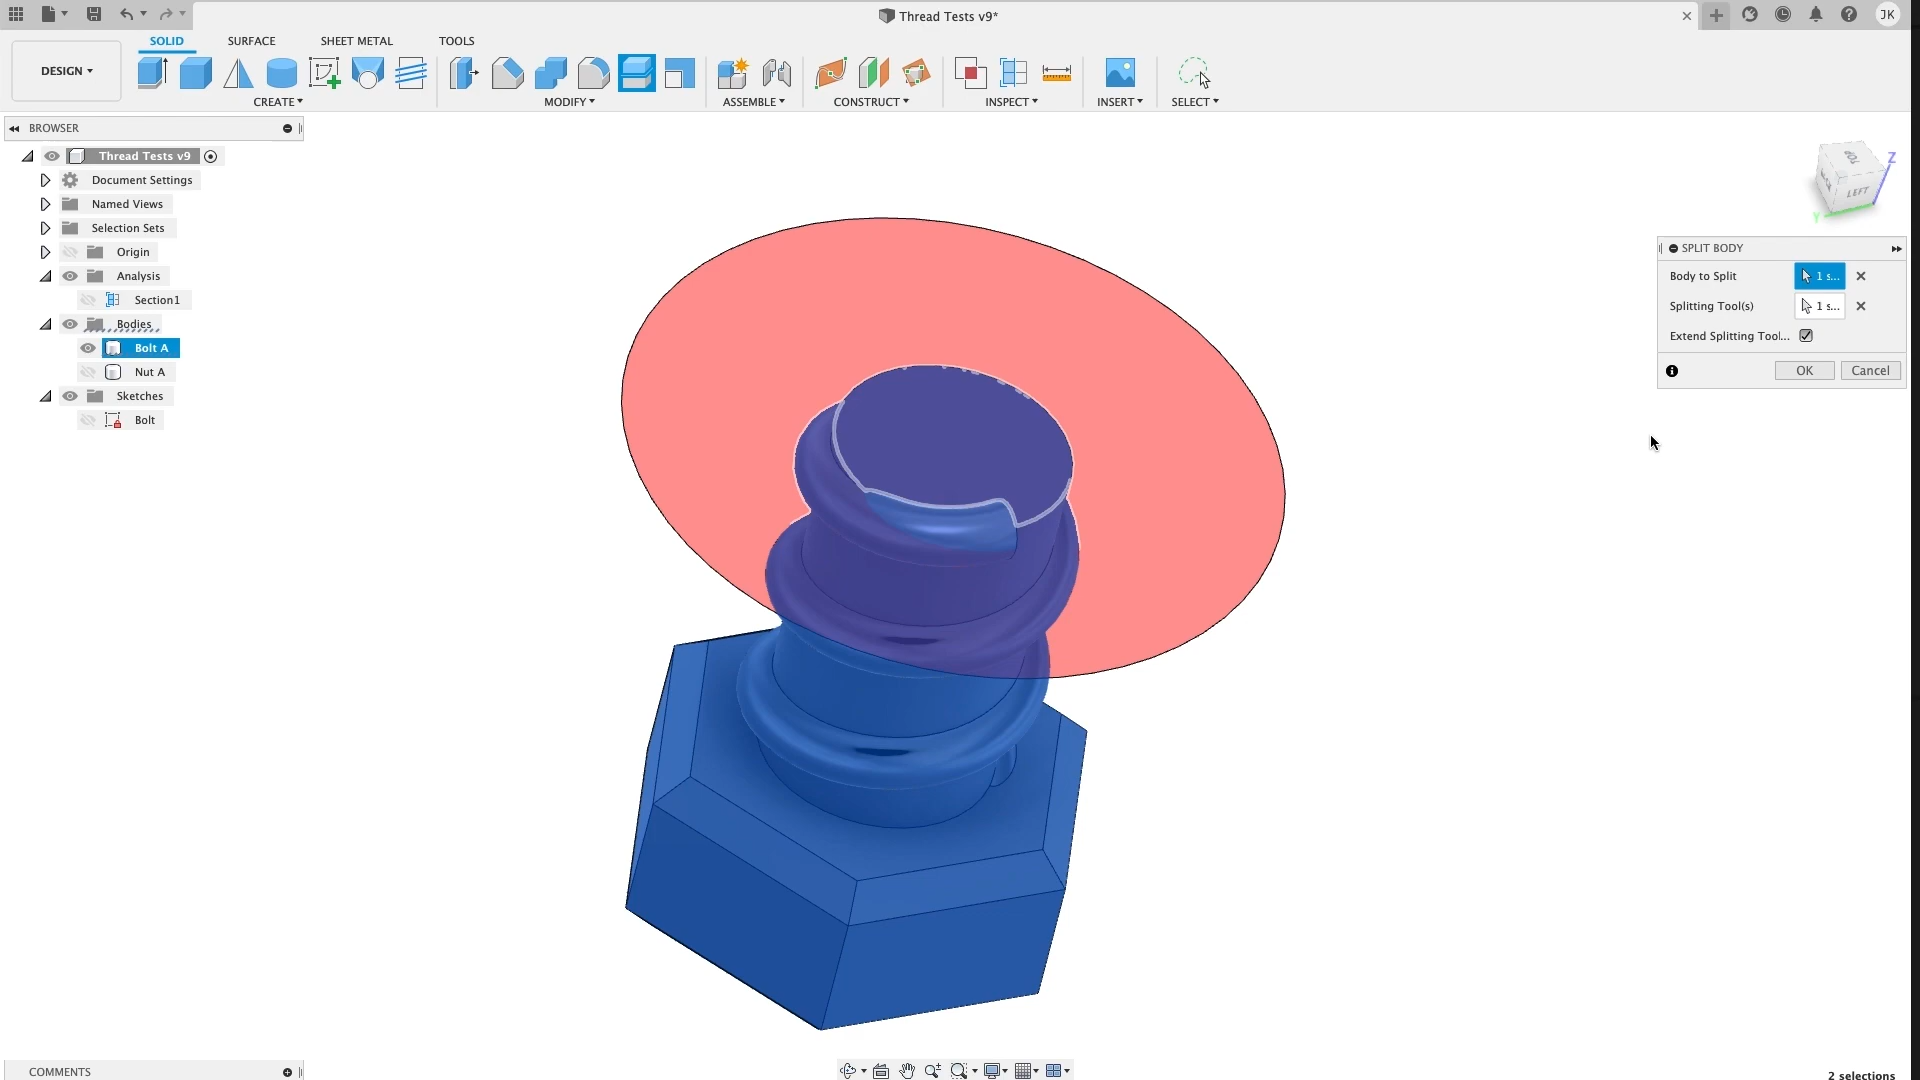 Thread Tests v9*
JK
SOLID
SURFACE
SHEET METAL
TOOLS
DESIGN
CREATE
MODIFY
ASSEMBLE
CONSTRUCT
INSPECT
INSERT
SELECT
BROWSER
Thread Tests v9
Document Settings
Named Views
Selection Sets
Origin
Analysis
Section1
Bodies
Bolt A
Nut A
Sketches
Bolt
TOP
LEFT
Z
Y
SPLIT BODY
Body to Split
1 s...
Splitting Tool(s)
1 s...
Extend Splitting Tool...
OK
Cancel
COMMENTS
2 selections